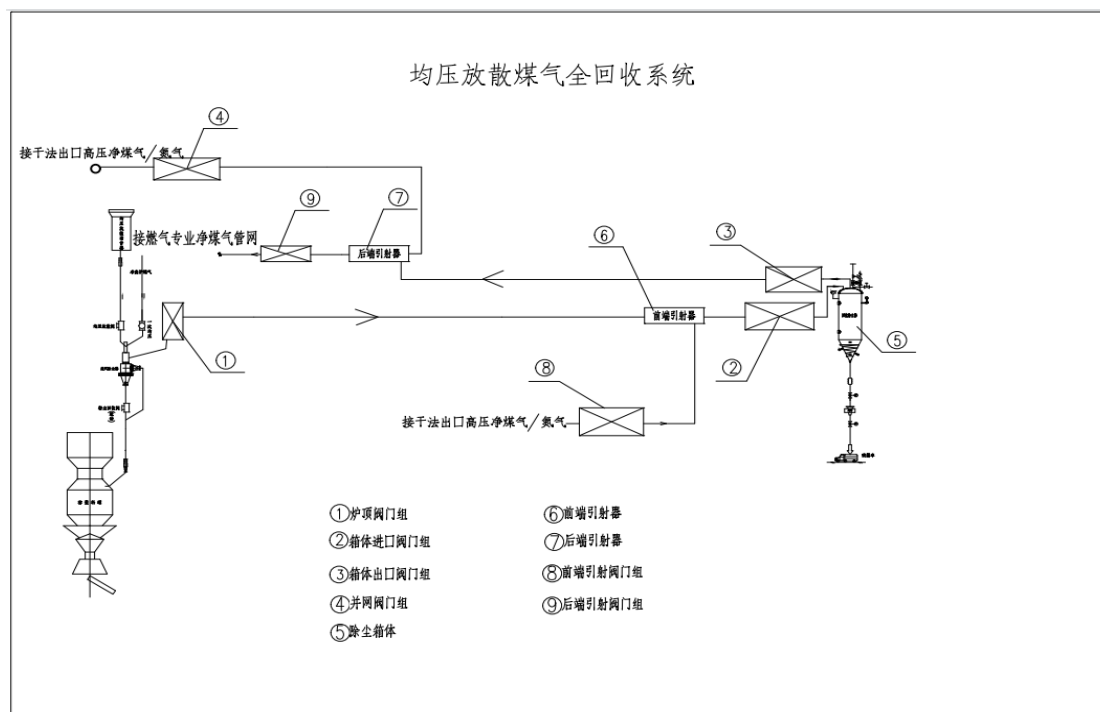 均压放散煤气全回收系统
④
接干法出口高压净煤气/氮气
⑨
⑦
接燃气专业净煤气管网
后端引射器
⑥
③
前端引射器
①
②
⑤
⑧
接干法出口高压净煤气/氮气
①炉顶阀门组
②箱体进口阀门组
③箱体出口阀门组
④并网阀门组
⑤除尘箱体
⑥前端引射器
⑦后端引射器
⑧前端引射阀门组
⑨后端引射阀门组